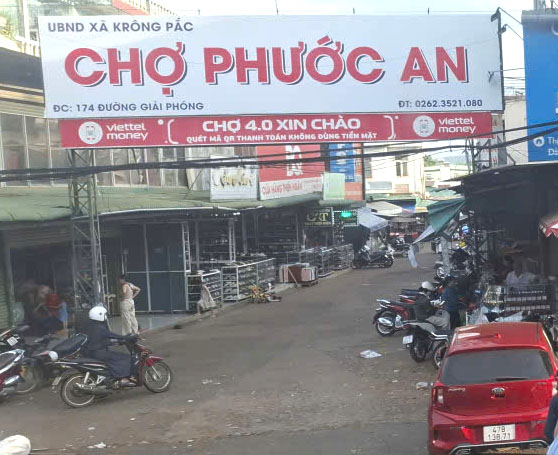 UBND XÃ KRÔNG PẮC
CHỢ PHƯỚC AN
ĐC: 174 ĐƯỜNG GIẢI PHÓNG
ĐT: 0262.3521.080
viettel money
CHỢ 4.0 XIN CHÀO
QUÉT MÃ QR THANH TOÁN KHÔNG DÙNG TIỀN MẶT
viettel money
47B
138.71